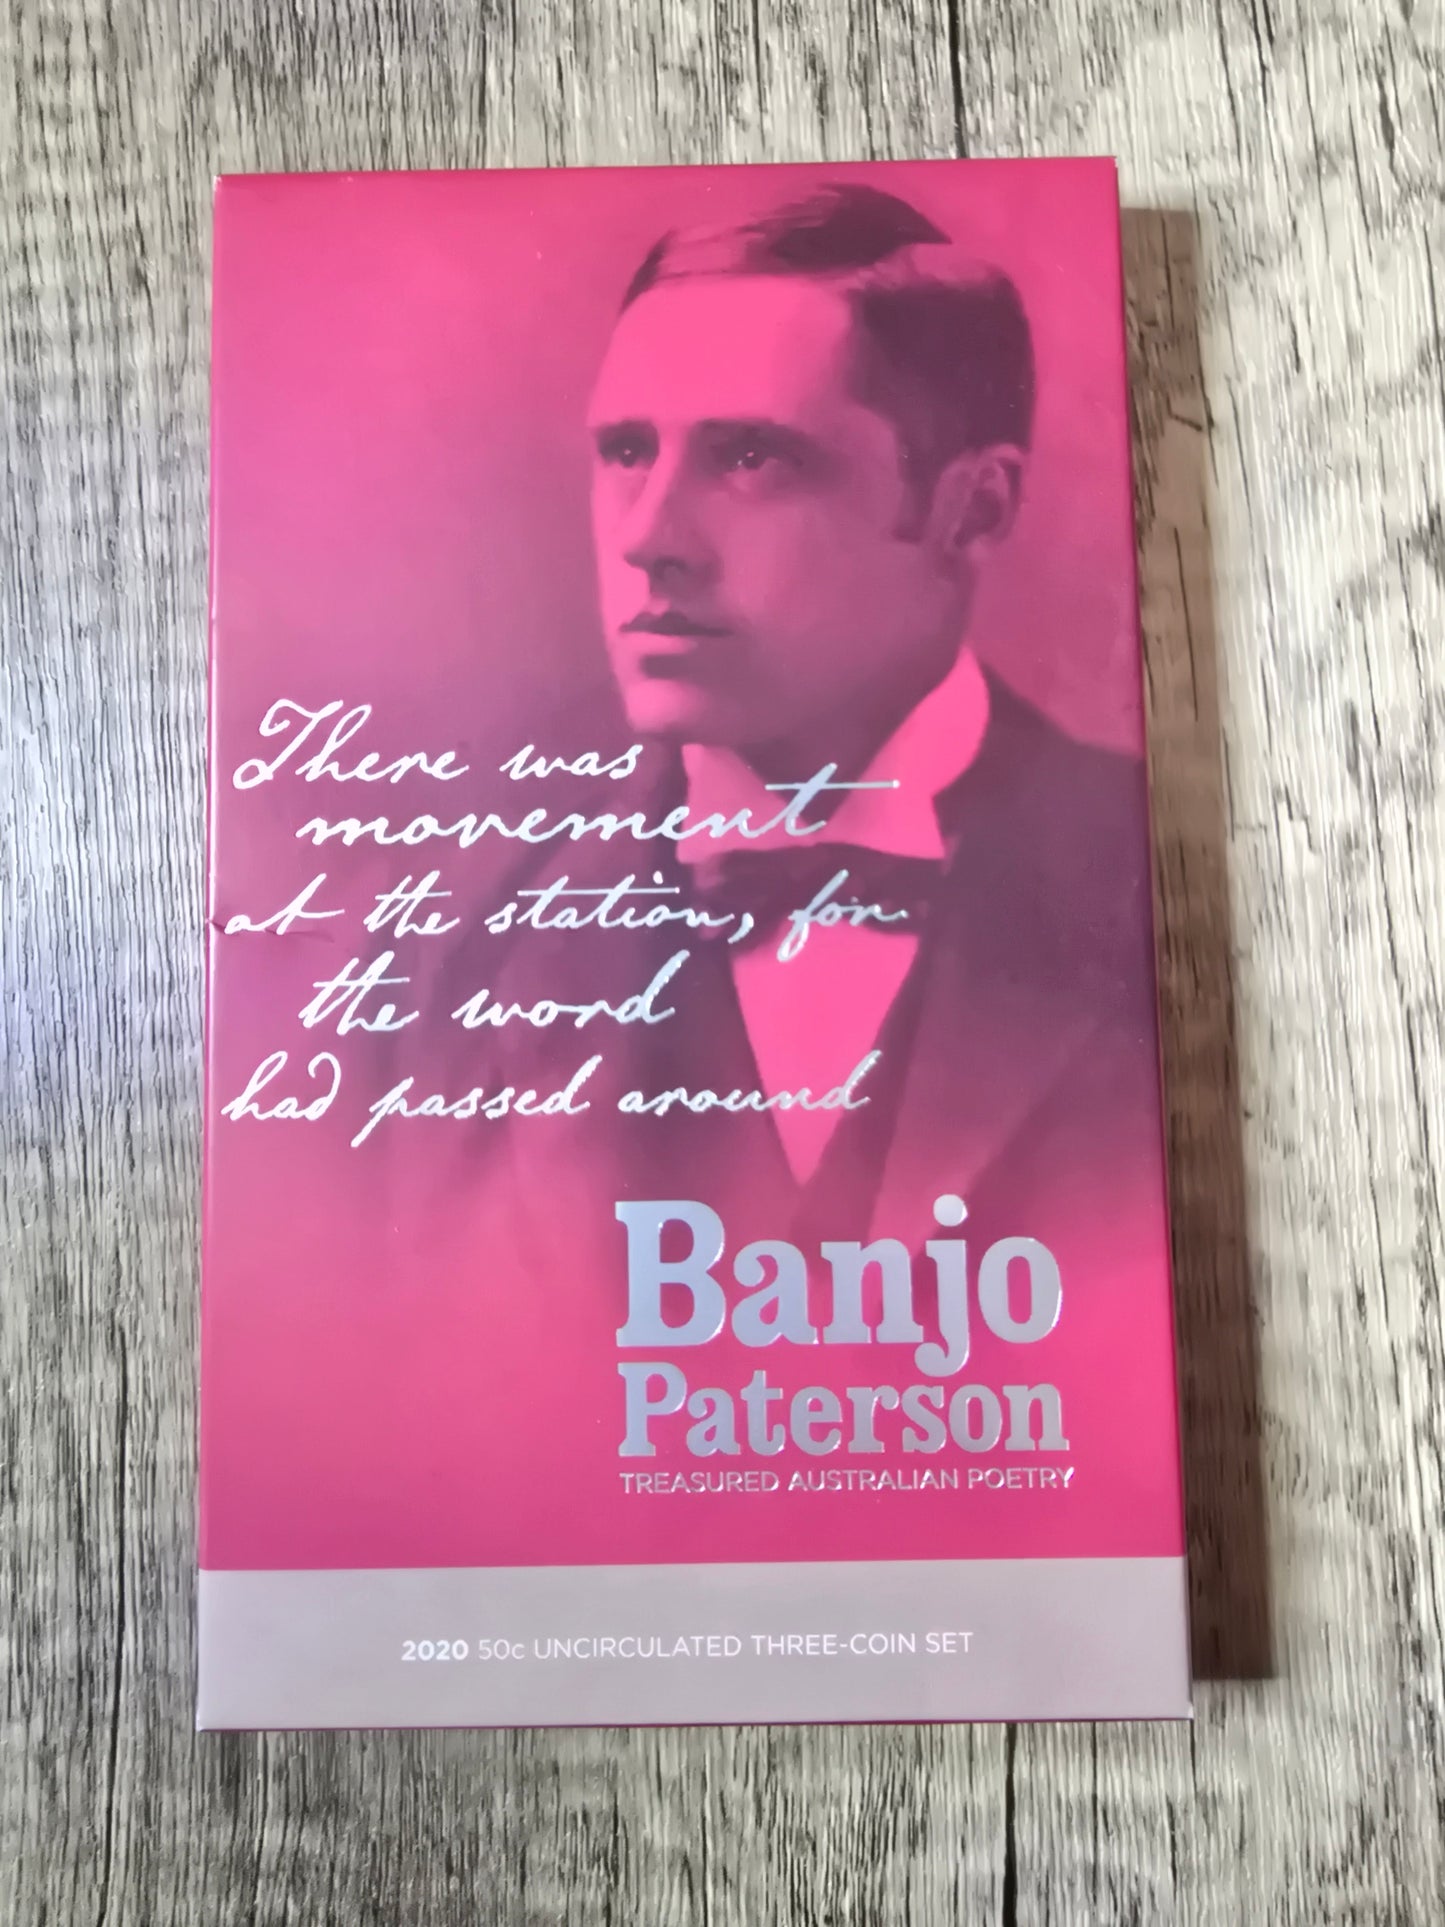 There was
movement
at the station, for
the word
had passed around
Banjo
Paterson
TREASURED AUSTRALIAN POETRY
2020 50c UNCIRCULATED THREE-COIN SET